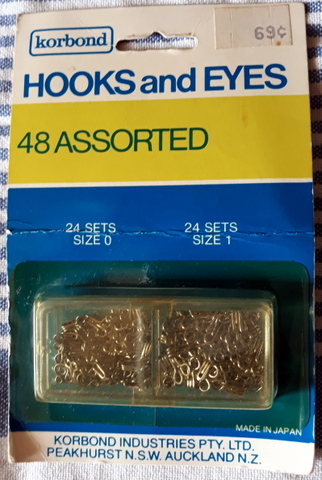 korbond
69¢
HOOKS and EYES
48 ASSORTED
24 SETS
SIZE 0
24 SETS
SIZE 1
MADE IN JAPAN
KORBOND INDUSTRIES PTY. LTD.
PEAKHURST N.S.W. AUCKLAND N.Z.